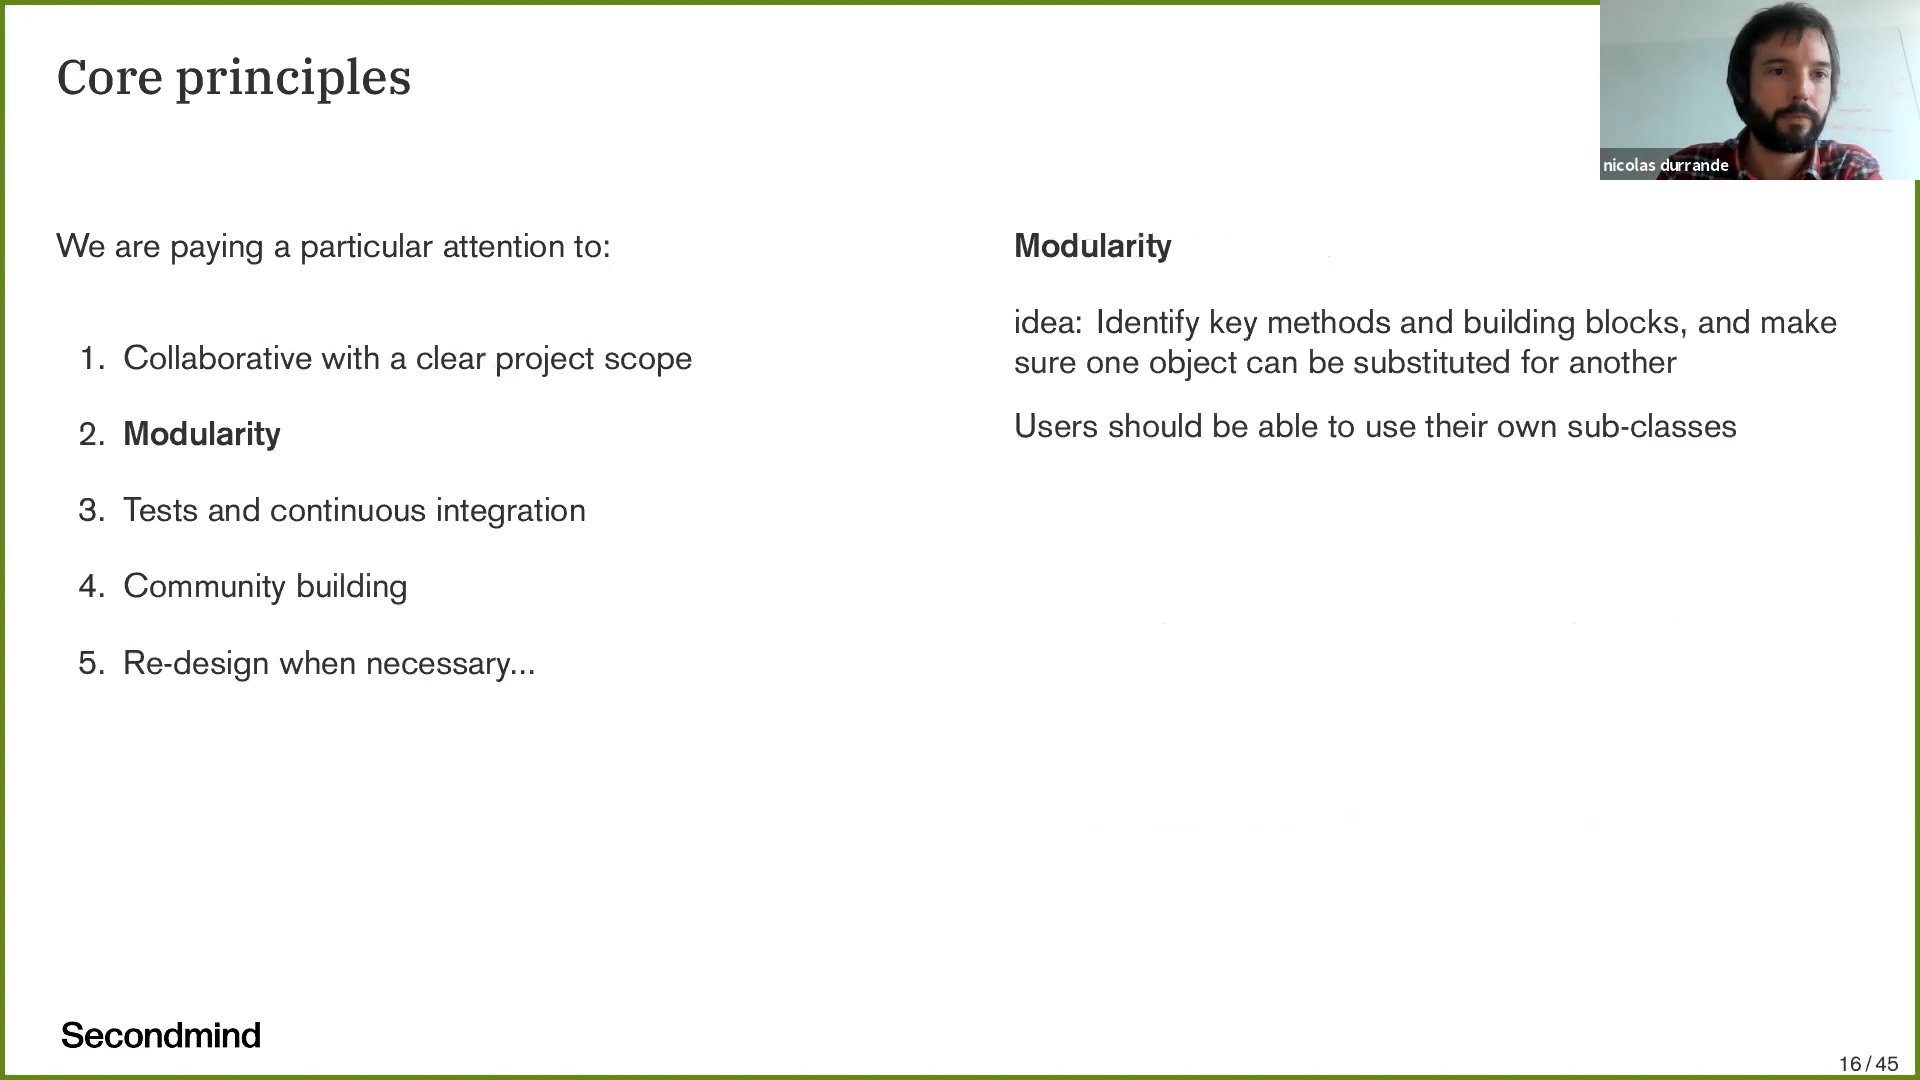 Core principles
nicolas durrande
We are paying a particular attention to:
1. Collaborative with a clear project scope
2. Modularity
3. Tests and continuous integration
4. Community building
5. Re-design when necessary...
Modularity
idea: Identify key methods and building blocks, and make
sure one object can be substituted for another
Users should be able to use their own sub-classes
Secondmind
16 / 45